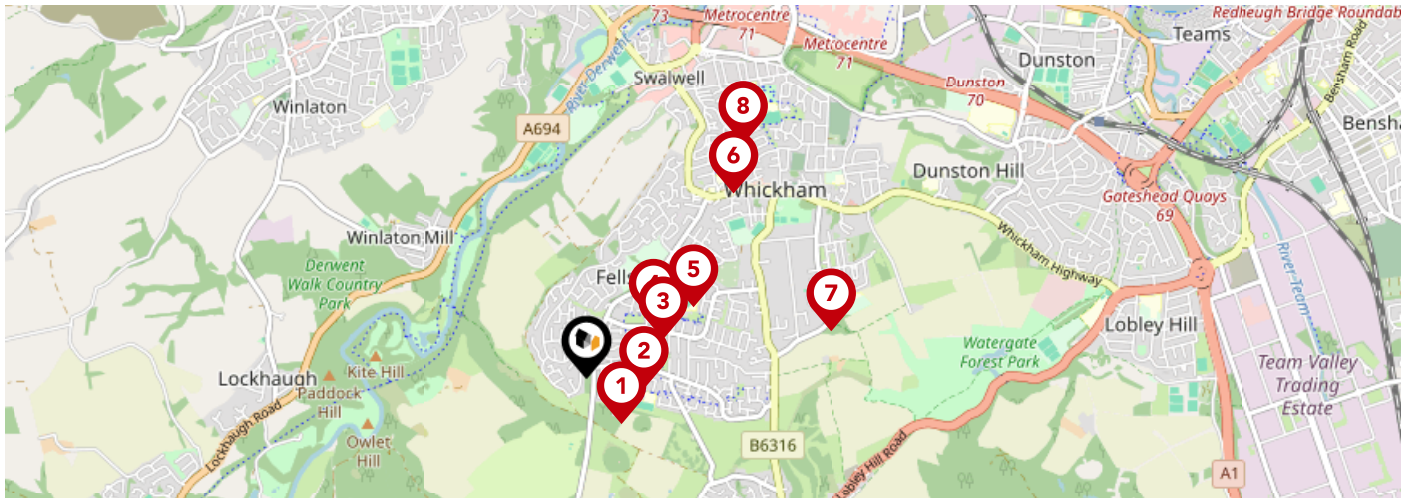 73
Metrocentre
71
Redheugh Bridge Roundab
Teams
Metrocentre
71
Swalwell
River Derwent
Dunston
Dunston
70
Bensham Road
Winlaton
8
A694
Bensha
6
Whickham
Dunston Hill
Gateshead Quays
69
Winlaton Mill
Whickham Highway
Derwent
Walk Country
Park
Fells
5
4
3
7
River Team
Lobley Hill
2
Watergate
Forest Park
Kite Hill
Team Valley
Trading
Estate
Lockhaugh
1
Paddock
Hill
Lockhaugh Road
Owlet
Hill
B6316
Lobley Hill Road
A1